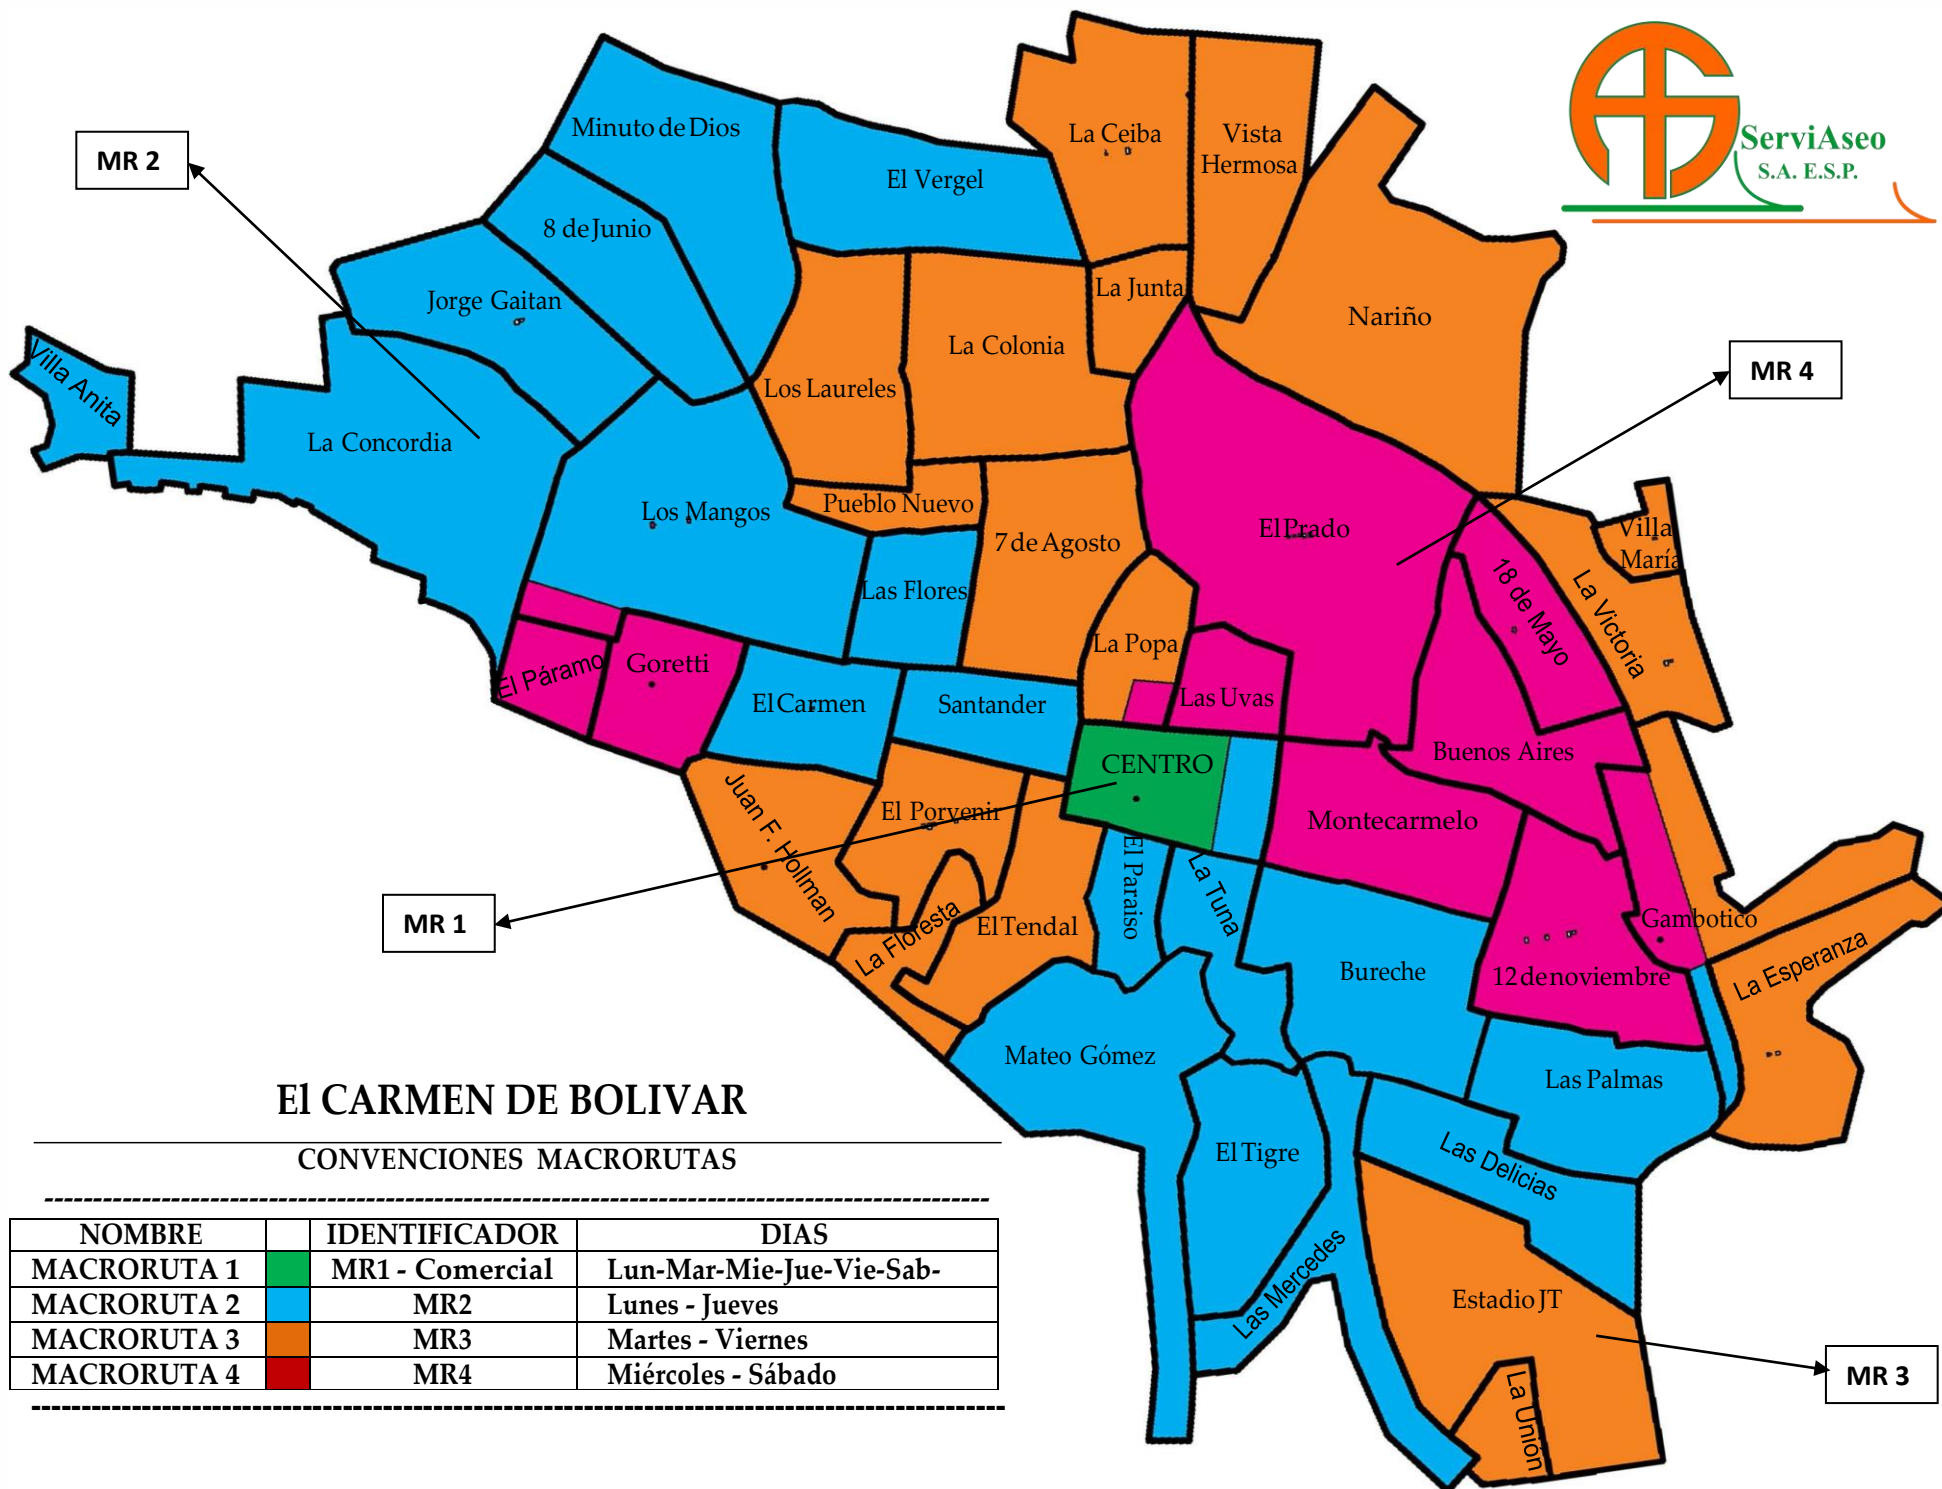 ServiAseo
S.A. E.S.P.
MR 2
MR 4
MR 1
MR 3
La Ceiba
Vista
Hermosa
Minuto de Dios
El Vergel
8 de Junio
Jorge Gaitan
La Junta
Nariño
La Colonia
Villa Anita
Los Laureles
La Concordia
Los Mangos
Pueblo Nuevo
7 de Agosto
El Prado
Villa
María
18 de Mayo
La Victoria
Las Flores
La Popa
El Páramo
Goretti
El Carmen
Santander
Las Uvas
CENTRO
Buenos Aires
Juan F. Hollman
El Porvenir
Montecarmelo
El Paraiso
La Tuna
La Floresta
El Tendal
Gambotico
Bureche
12 de noviembre
La Esperanza
Mateo Gómez
Las Palmas
El Tigre
Las Delicias
Las Mercedes
Estadio JT
La Unión
El CARMEN DE BOLIVAR
CONVENCIONES MACRORUTAS
NOMBRE IDENTIFICADOR DIAS
MACRORUTA 1 MR1 - Comercial Lun-Mar-Mie-Jue-Vie-Sab-
MACRORUTA 2 MR2 Lunes - Jueves
MACRORUTA 3 MR3 Martes - Viernes
MACRORUTA 4 MR4 Miércoles - Sábado